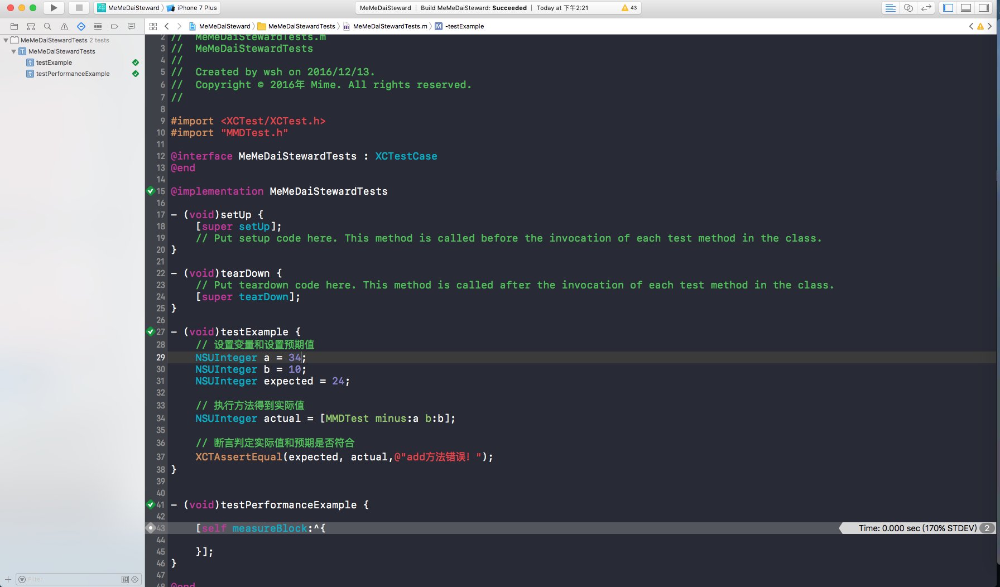 MeMeDaiSteward 〉 iPhone 7 Plus
MeMeDaiSteward | Build MeMeDaiSteward: Succeeded | Today at 下午2:21
43
MeMeDaiSteward 〉 MeMeDaiStewardTests 〉 m MeMeDaiStewardTests.m 〉 M -testExample
MeMeDaiStewardTests 2 tests
T MeMeDaiStewardTests
t testExample
t testPerformanceExample
Filter
2 //  MeMeDaiStewardTests.m
3 //  MeMeDaiStewardTests
4 //
5 //  Created by wsh on 2016/12/13.
6 //  Copyright © 2016年 Mime. All rights reserved.
7 //
8
9 #import <XCTest/XCTest.h>
10 #import "MMDTest.h"
11
12 @interface MeMeDaiStewardTests : XCTestCase
13 @end
14
15 @implementation MeMeDaiStewardTests
16
17 - (void)setUp {
18     [super setUp];
19     // Put setup code here. This method is called before the invocation of each test method in the class.
20 }
21
22 - (void)tearDown {
23     // Put teardown code here. This method is called after the invocation of each test method in the class.
24     [super tearDown];
25 }
26
27 - (void)testExample {
28     // 设置变量和设置预期值
29     NSUInteger a = 34;
30     NSUInteger b = 10;
31     NSUInteger expected = 24;
32
33     // 执行方法得到实际值
34     NSUInteger actual = [MMDTest minus:a b:b];
35
36     // 断言判定实际值和预期是否符合
37     XCTAssertEqual(expected, actual,@"add方法错误！");
38 }
39
40
41 - (void)testPerformanceExample {
42
43     [self measureBlock:^{
Time: 0.000 sec (170% STDEV) 2
44
45     }];
46 }
47
48 @end